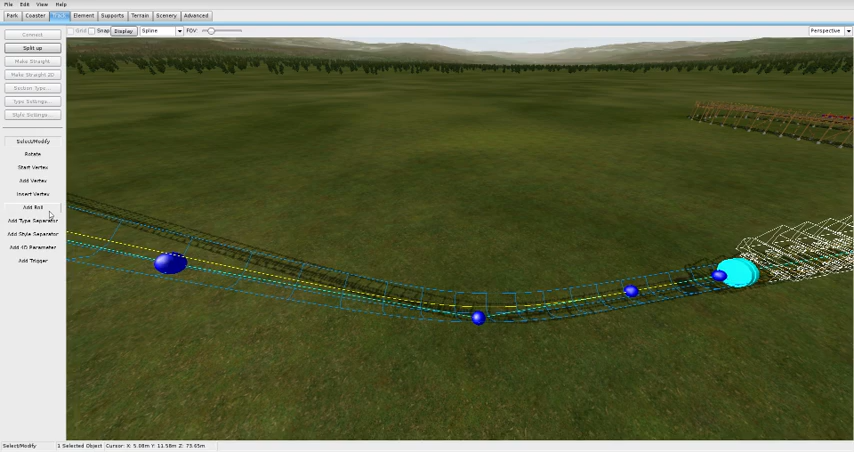 File Edit View Help
Park Coaster Track Element Supports Terrain Scenery Advanced
Connect Grid Snap Display Spline FOV: Perspective
Split up
Make Straight
Make Straight 2D
System Type...
Type Settings...
Style Settings...
Select/Modify
Rotate
Start Vertex
Add Vertex
Insert Vertex
Add Roll
Add Type Separator
Add Style Separator
Add 4D Parameter
Add Trigger
Select/Modify 1 Selected Object Cursor: X: 5.98m Y: 11.58m Z: 73.65m